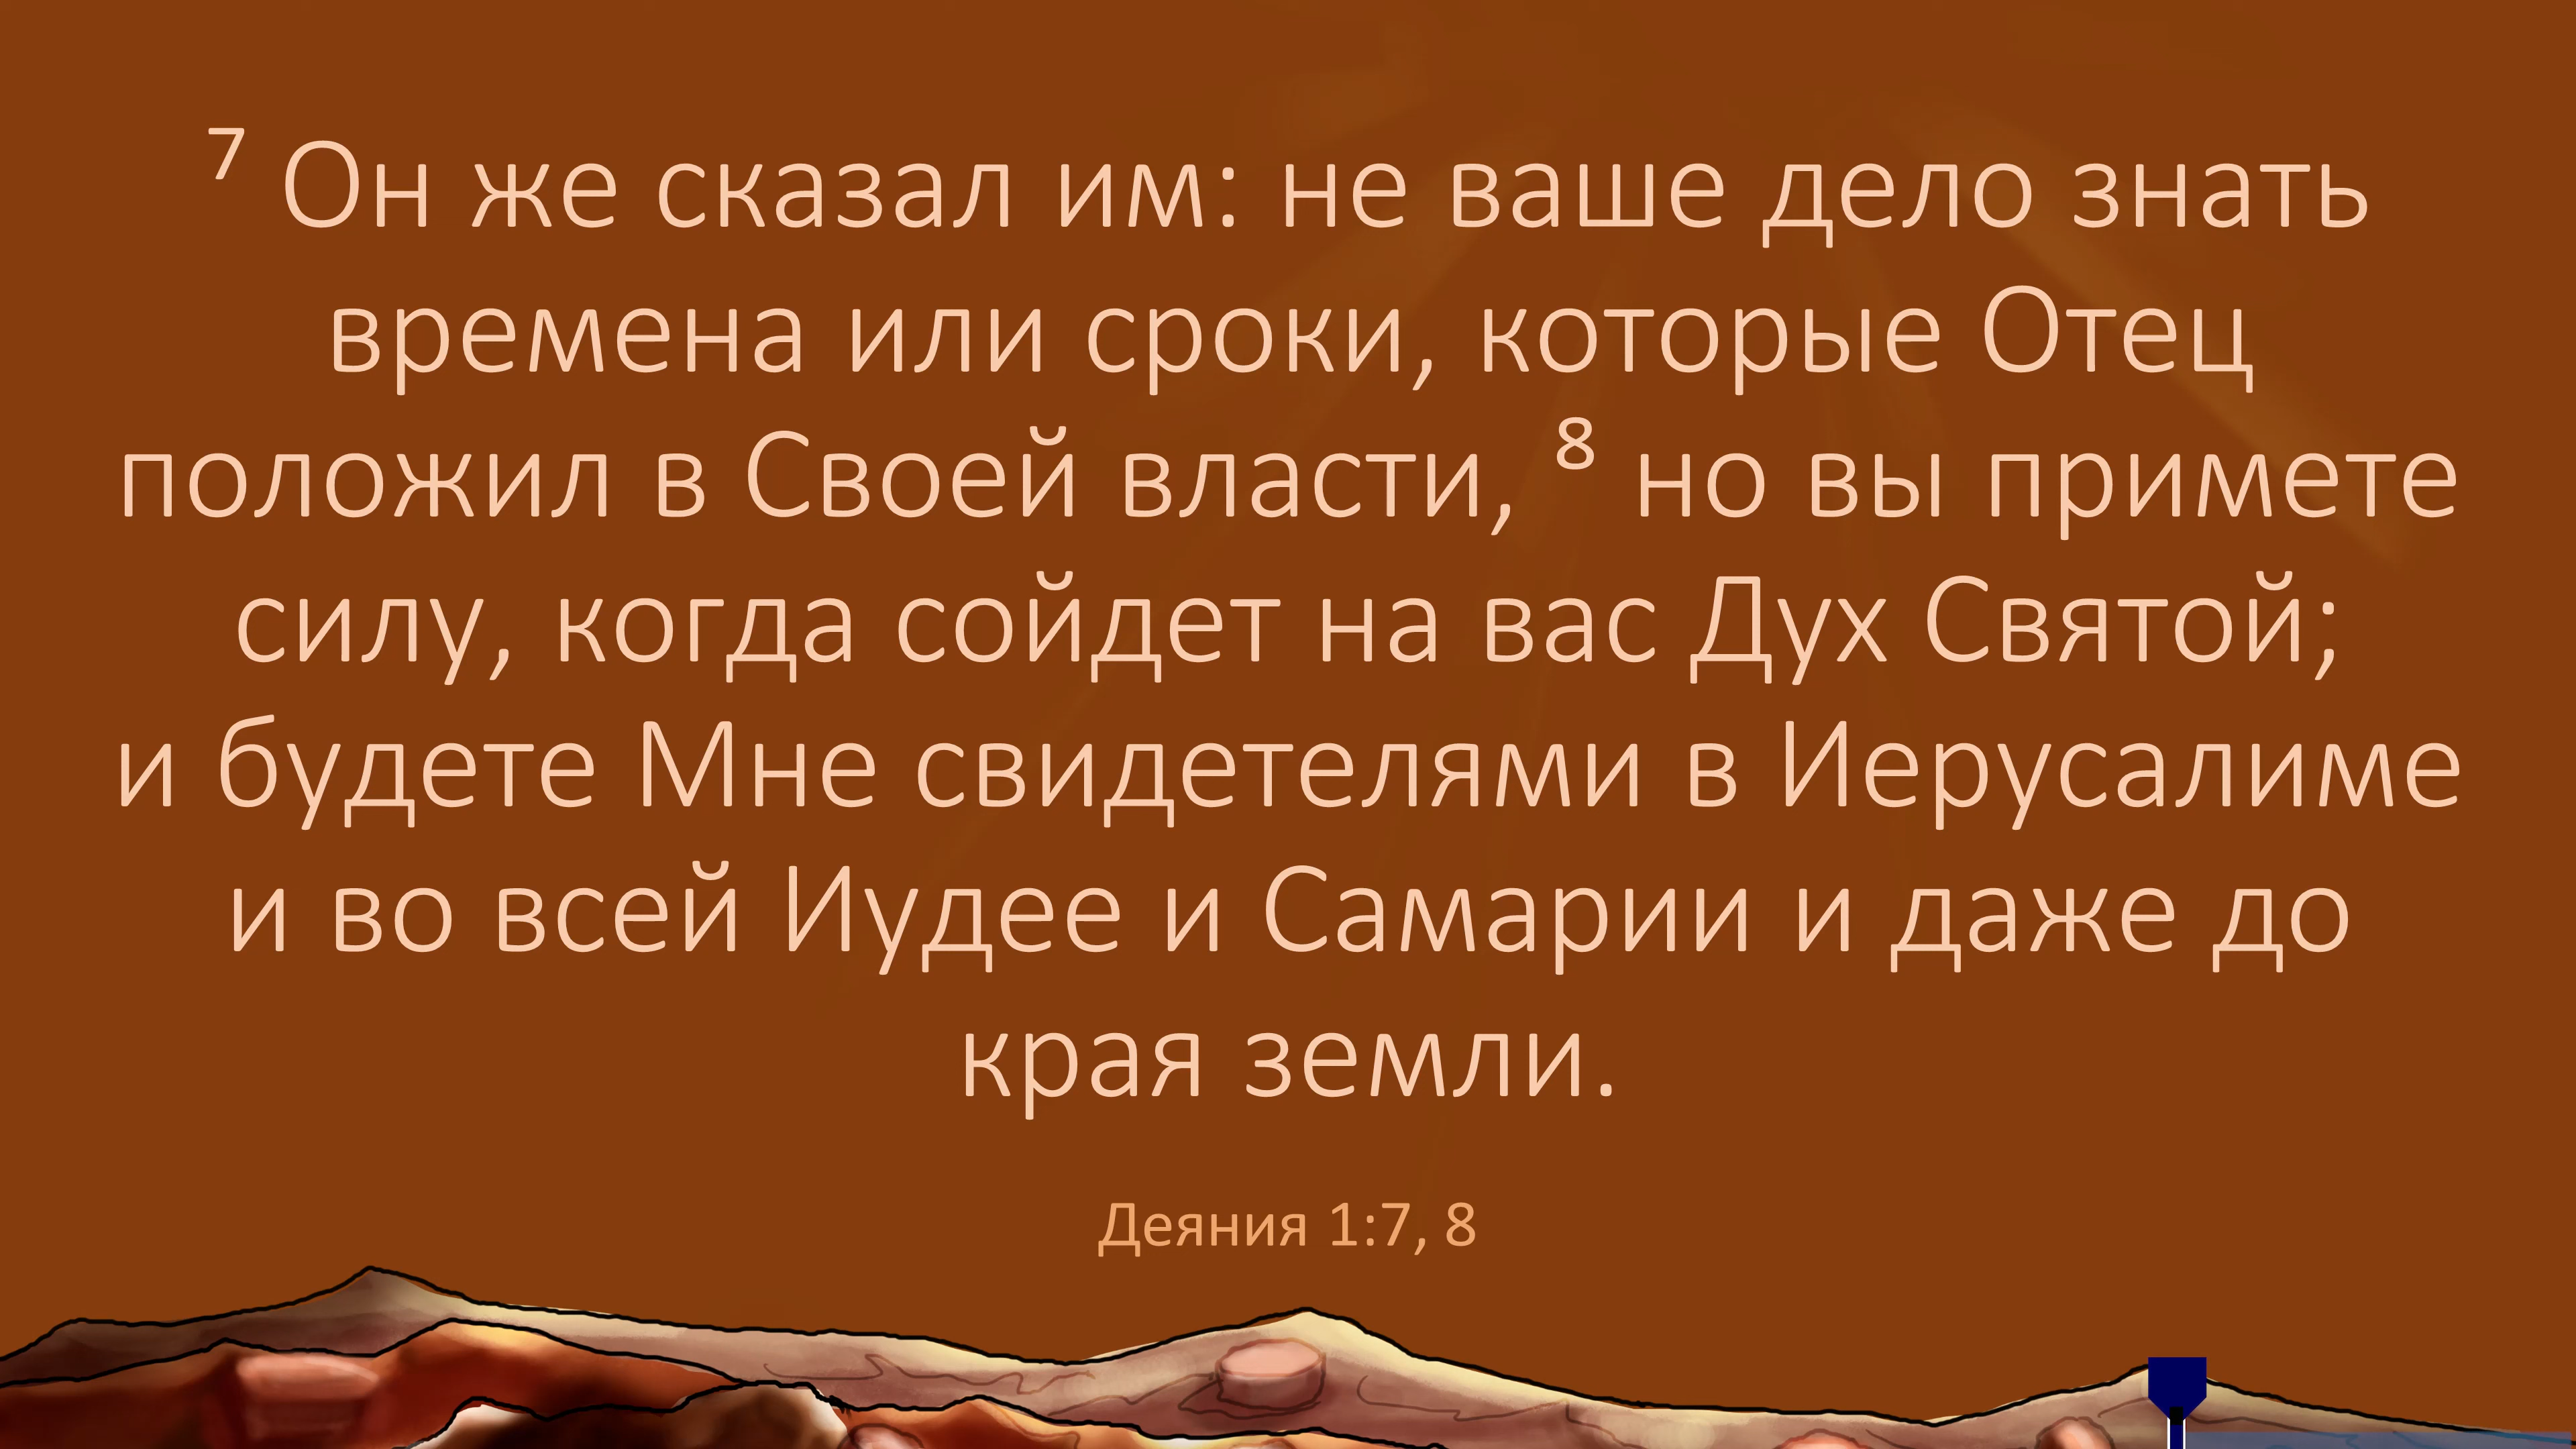 ⁷ Он же сказал им: не ваше дело знать
времена или сроки, которые Отец
положил в Своей власти, ⁸ но вы примете
силу, когда сойдет на вас Дух Святой;
и будете Мне свидетелями в Иерусалиме
и во всей Иудее и Самарии и даже до
края земли.
Деяния 1:7, 8